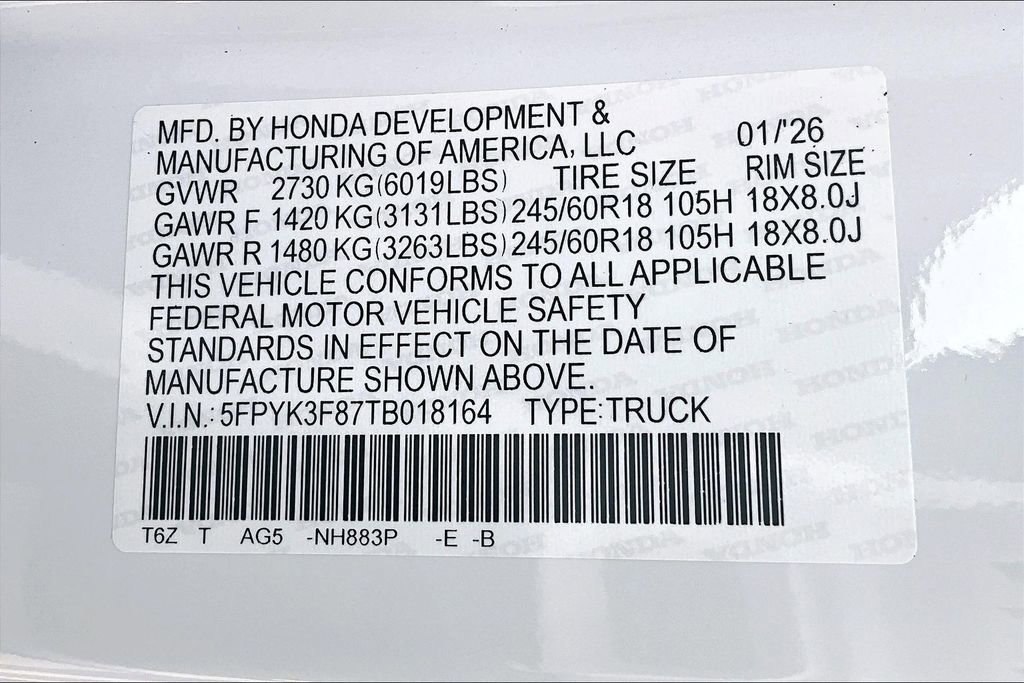 MFD. BY HONDA DEVELOPMENT &
MANUFACTURING OF AMERICA, LLC 01/'26
GVWR 2730 KG(6019LBS) TIRE SIZE RIM SIZE
GAWR F 1420 KG(3131LBS) 245/60R18 105H 18X8.0J
GAWR R 1480 KG(3263LBS) 245/60R18 105H 18X8.0J
THIS VEHICLE CONFORMS TO ALL APPLICABLE
FEDERAL MOTOR VEHICLE SAFETY
STANDARDS IN EFFECT ON THE DATE OF
MANUFACTURE SHOWN ABOVE.
V.I.N.: 5FPYK3F87TB018164 TYPE:TRUCK
T6Z T AG5 -NH883P -E -B